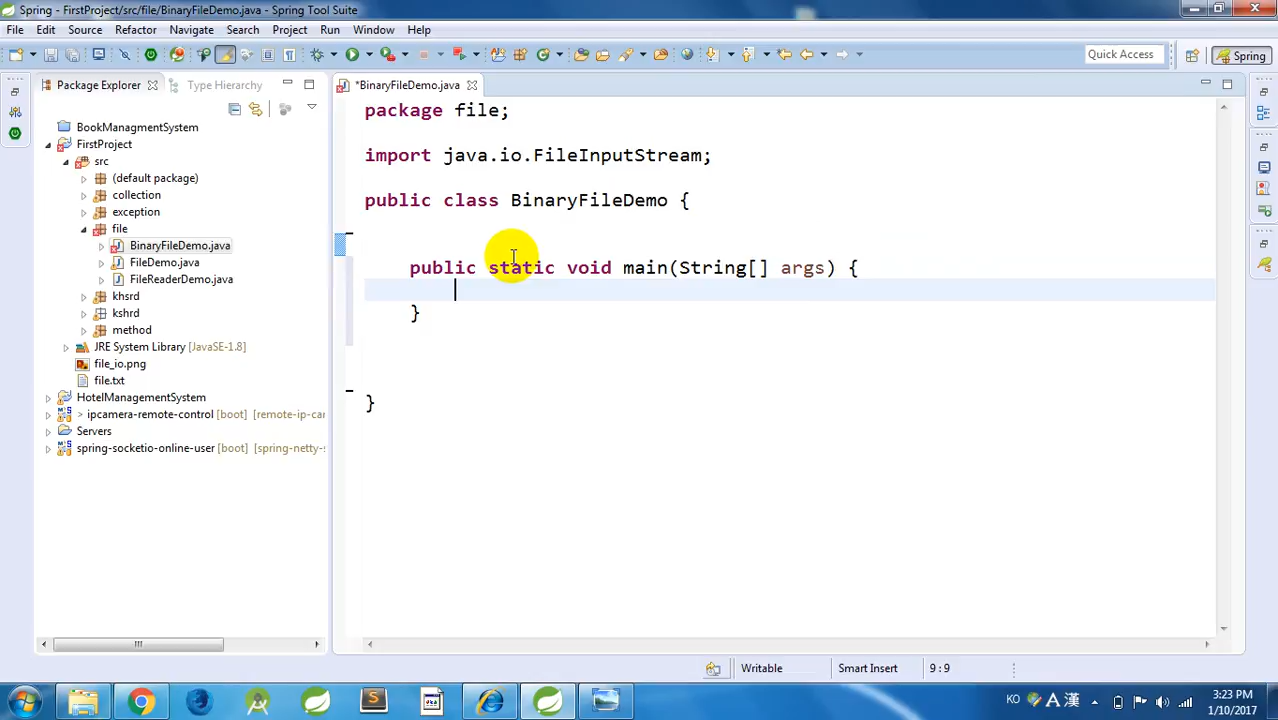 Spring - FirstProject/src/file/BinaryFileDemo.java - Spring Tool Suite
File Edit Source Refactor Navigate Search Project Run Window Help
Quick Access
Spring
Package Explorer
Type Hierarchy
*BinaryFileDemo.java
BookManagmentSystem
FirstProject
src
(default package)
collection
exception
file
BinaryFileDemo.java
FileDemo.java
FileReaderDemo.java
khsrd
kshrd
method
JRE System Library [JavaSE-1.8]
file_io.png
file.txt
HotelManagementSystem
> ipcamera-remote-control [boot] [remote-ip-ca
Servers
spring-socketio-online-user [boot] [spring-netty-s
package file;
import java.io.FileInputStream;
public class BinaryFileDemo {
public static void main(String[] args) {
}
}
Writable
Smart Insert
9 : 9
KO
A 漢
3:23 PM
1/10/2017